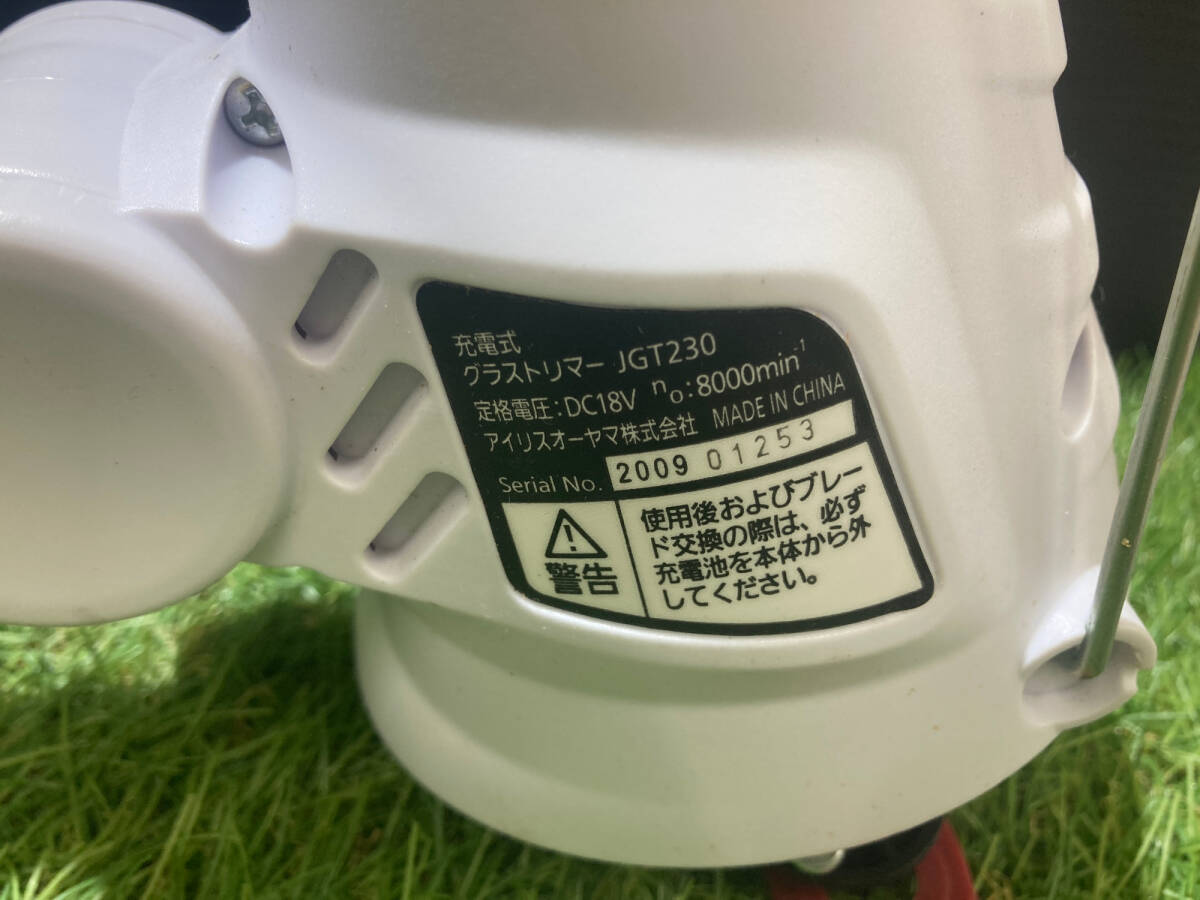 充電式
グラストリマー JGT230
定格電圧:DC18V n₀:8000min⁻¹
アイリスオーヤマ株式会社 MADE IN CHINA
Serial No. 2009 01253
警告
使用後およびブレー
ド交換の際は、必ず
充電池を本体から外
してください。